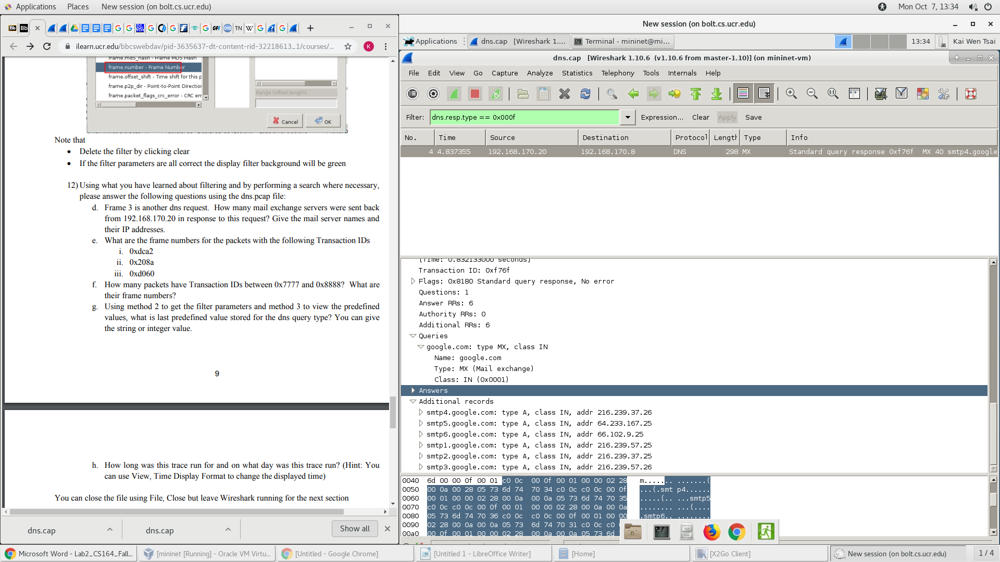 Applications Places New session (on bolt.cs.ucr.edu)
Mon Oct 7, 13:34
Bb Bb GFI DNS TN W
ilearn.ucr.edu/bbcswebdav/pid-3635637-dt-content-rid-32218613_1/courses/...
K
frame.md5_hash - Frame MD5 Hash
frame.number - Frame Number
frame.offset_shift - Time shift for this p
frame.p2p_dir - Point-to-Point Direction
frame.packet_flags_crc_error - CRC err
Range (offset:length)
Cancel OK
Note that
• Delete the filter by clicking clear
• If the filter parameters are all correct the display filter background will be green
12) Using what you have learned about filtering and by performing a search where necessary,
please answer the following questions using the dns.pcap file:
d. Frame 3 is another dns request. How many mail exchange servers were sent back
from 192.168.170.20 in response to this request? Give the mail server names and
their IP addresses.
e. What are the frame numbers for the packets with the following Transaction IDs
i. 0xdca2
ii. 0x208a
iii. 0xd060
f. How many packets have Transaction IDs between 0x7777 and 0x8888? What are
their frame numbers?
g. Using method 2 to get the filter parameters and method 3 to view the predefined
values, what is last predefined value stored for the dns query type? You can give
the string or integer value.
9
h. How long was this trace run for and on what day was this trace run? (Hint: You
can use View, Time Display Format to change the displayed time)
You can close the file using File, Close but leave Wireshark running for the next section
dns.cap dns.cap Show all
New session (on bolt.cs.ucr.edu)
Applications dns.cap [Wireshark 1.... Terminal - mininet@mi... 13:34 Kai Wen Tsai
dns.cap [Wireshark 1.10.6 (v1.10.6 from master-1.10)] (on mininet-vm)
File Edit View Go Capture Analyze Statistics Telephony Tools Internals Help
Filter: dns.resp.type == 0x000f Expression... Clear Apply Save
No. Time Source Destination Protocol Length Type Info
4 4.837355 192.168.170.20 192.168.170.8 DNS 298 MX Standard query response 0xf76f MX 40 smtp4.google
[Time: 0.832133000 seconds]
Transaction ID: 0xf76f
Flags: 0x8180 Standard query response, No error
Questions: 1
Answer RRs: 6
Authority RRs: 0
Additional RRs: 6
Queries
google.com: type MX, class IN
Name: google.com
Type: MX (Mail exchange)
Class: IN (0x0001)
Answers
Additional records
smtp4.google.com: type A, class IN, addr 216.239.37.26
smtp5.google.com: type A, class IN, addr 64.233.167.25
smtp6.google.com: type A, class IN, addr 66.102.9.25
smtp1.google.com: type A, class IN, addr 216.239.57.25
smtp2.google.com: type A, class IN, addr 216.239.37.25
smtp3.google.com: type A, class IN, addr 216.239.57.26
0040 6d 00 00 0f 00 01 c0 0c 00 0f 00 01 00 00 02 28 m..... .......(
0050 00 0a 00 28 05 73 6d 74 70 34 c0 0c c0 0c 00 0f ...(.smt p4......
0060 00 01 00 00 02 28 00 0a 00 0a 05 73 6d 74 70 35 .....(.. ...smtp5
0070 c0 0c c0 0c 00 0f 00 01 00 00 02 28 00 0a 00 0a ........ ...(....
0080 05 73 6d 74 70 36 c0 0c c0 0c 00 0f 00 01 00 00 .smtp6.. ........
0090 02 28 00 0a 00 0a 05 73 6d 74 70 31 c0 0c c0
00a0 00 0f 00 01 00 00 02 28 00 0a 00 0a 05 73 6d
Microsoft Word - Lab2_CS164_Fall... mininet [Running] - Oracle VM Virtu... [Untitled - Google Chrome] [Untitled 1 - LibreOffice Writer] [Home] [X2Go Client] New session (on bolt.cs.ucr.edu) 1 / 4